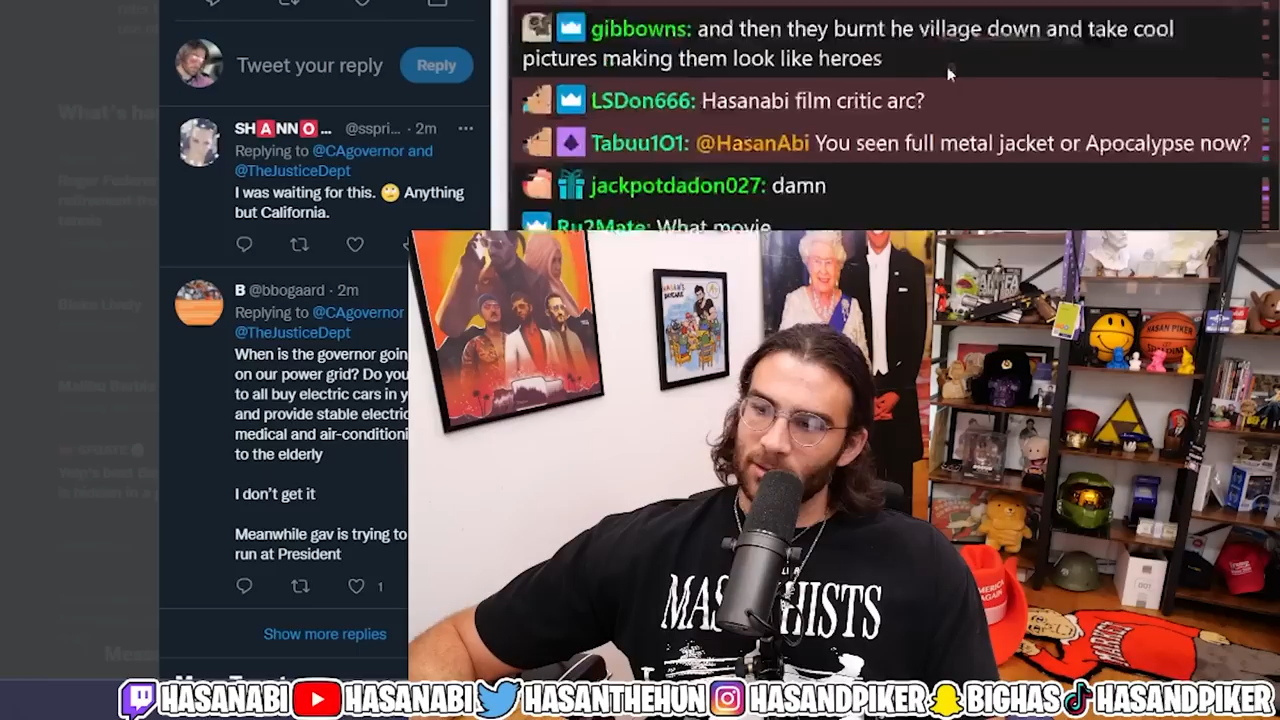 Tweet your reply
Reply
SHANNO... @sspri... · 2m
Replying to @CAgovernor and
@TheJusticeDept
I was waiting for this. 🙄 Anything
but California.
B @bbogaard · 2m
Replying to @CAgovernor
@TheJusticeDept
When is the governor goin
on our power grid? Do you
to all buy electric cars in y
and provide stable electric
medical and air-conditioni
to the elderly
I don't get it
Meanwhile gav is trying to
run at President
1
Show more replies
gibbowns: and then they burnt he village down and take cool
pictures making them look like heroes
LSDon666: Hasanabi film critic arc?
Tabuu1O1: @HasanAbi You seen full metal jacket or Apocalypse now?
jackpotdadon027: damn
Ru2Mate: What movie
HASAN PIKER
HASANABI HASANABI HASANTHEHUN HASANDPIKER BIGHAS HASANDPIKER